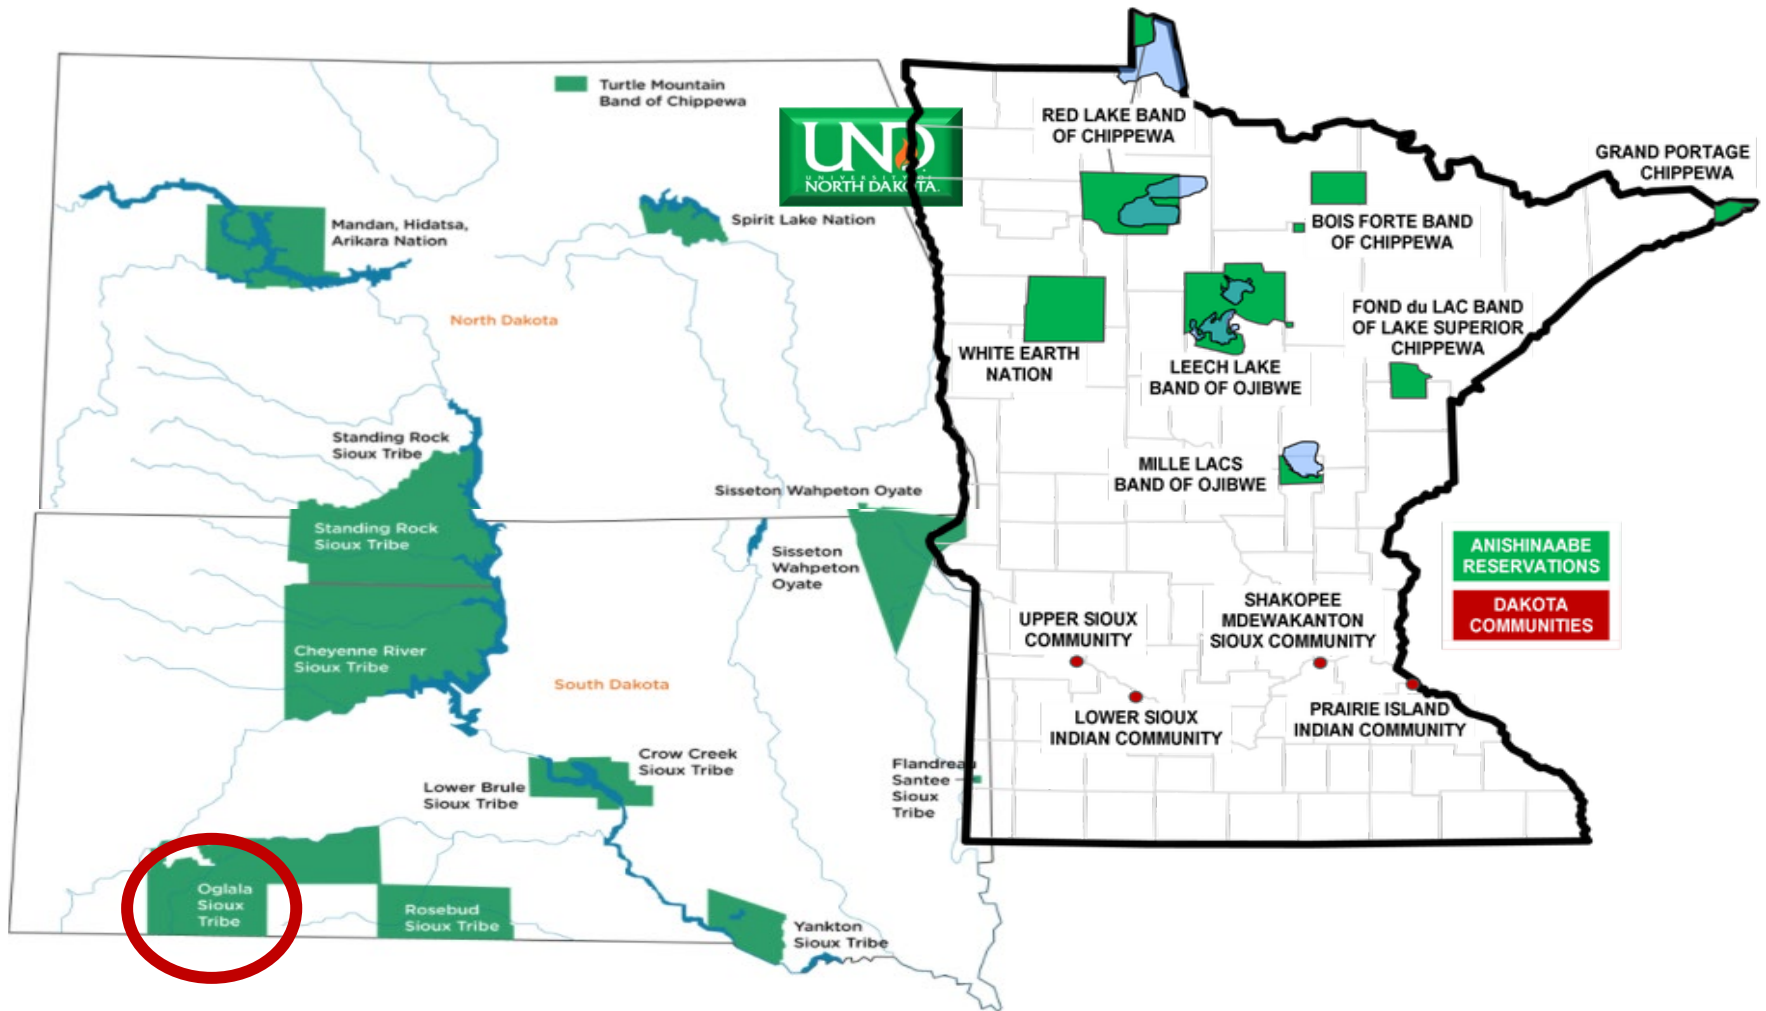 Turtle Mountain
Band of Chippewa
UND
UNIVERSITY OF
NORTH DAKOTA.
Mandan, Hidatsa,
Arikara Nation
Spirit Lake Nation
North Dakota
Standing Rock
Sioux Tribe
Sisseton Wahpeton Oyate
Standing Rock
Sioux Tribe
Sisseton
Wahpeton
Oyate
Cheyenne River
Sioux Tribe
South Dakota
Crow Creek
Sioux Tribe
Lower Brule
Sioux Tribe
Flandreau
Santee
Sioux
Tribe
Oglala
Sioux
Tribe
Rosebud
Sioux Tribe
Yankton
Sioux Tribe
RED LAKE BAND
OF CHIPPEWA
GRAND PORTAGE
CHIPPEWA
BOIS FORTE BAND
OF CHIPPEWA
FOND du LAC BAND
OF LAKE SUPERIOR
CHIPPEWA
WHITE EARTH
NATION
LEECH LAKE
BAND OF OJIBWE
MILLE LACS
BAND OF OJIBWE
ANISHINAABE
RESERVATIONS
DAKOTA
COMMUNITIES
UPPER SIOUX
COMMUNITY
SHAKOPEE
MDEWAKANTON
SIOUX COMMUNITY
LOWER SIOUX
INDIAN COMMUNITY
PRAIRIE ISLAND
INDIAN COMMUNITY